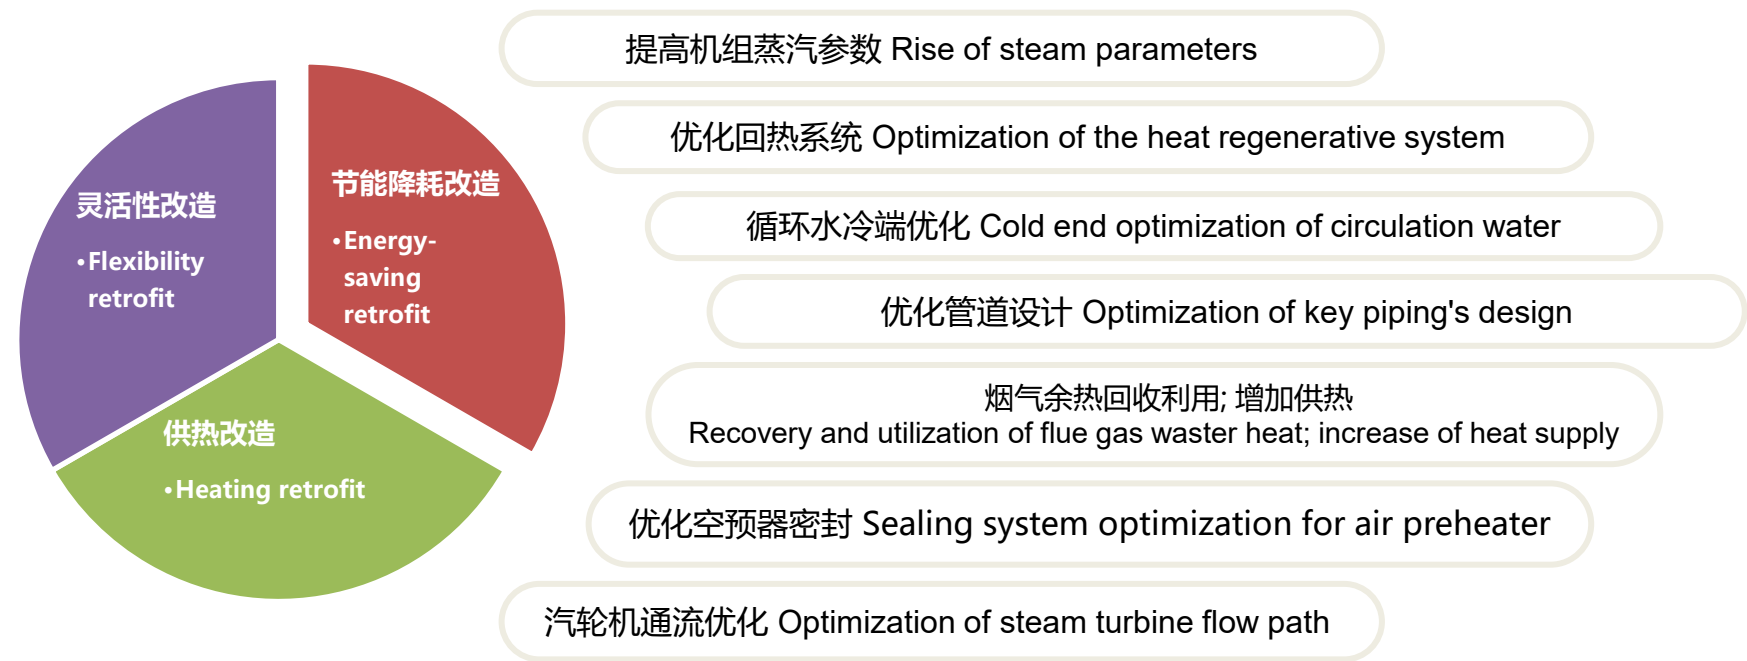 灵活性改造
•Flexibility
retrofit
节能降耗改造
•Energy-
saving
retrofit
供热改造
•Heating retrofit
提高机组蒸汽参数 Rise of steam parameters
优化回热系统 Optimization of the heat regenerative system
循环水冷端优化 Cold end optimization of circulation water
优化管道设计 Optimization of key piping's design
烟气余热回收利用; 增加供热
Recovery and utilization of flue gas waster heat; increase of heat supply
优化空预器密封 Sealing system optimization for air preheater
汽轮机通流优化 Optimization of steam turbine flow path